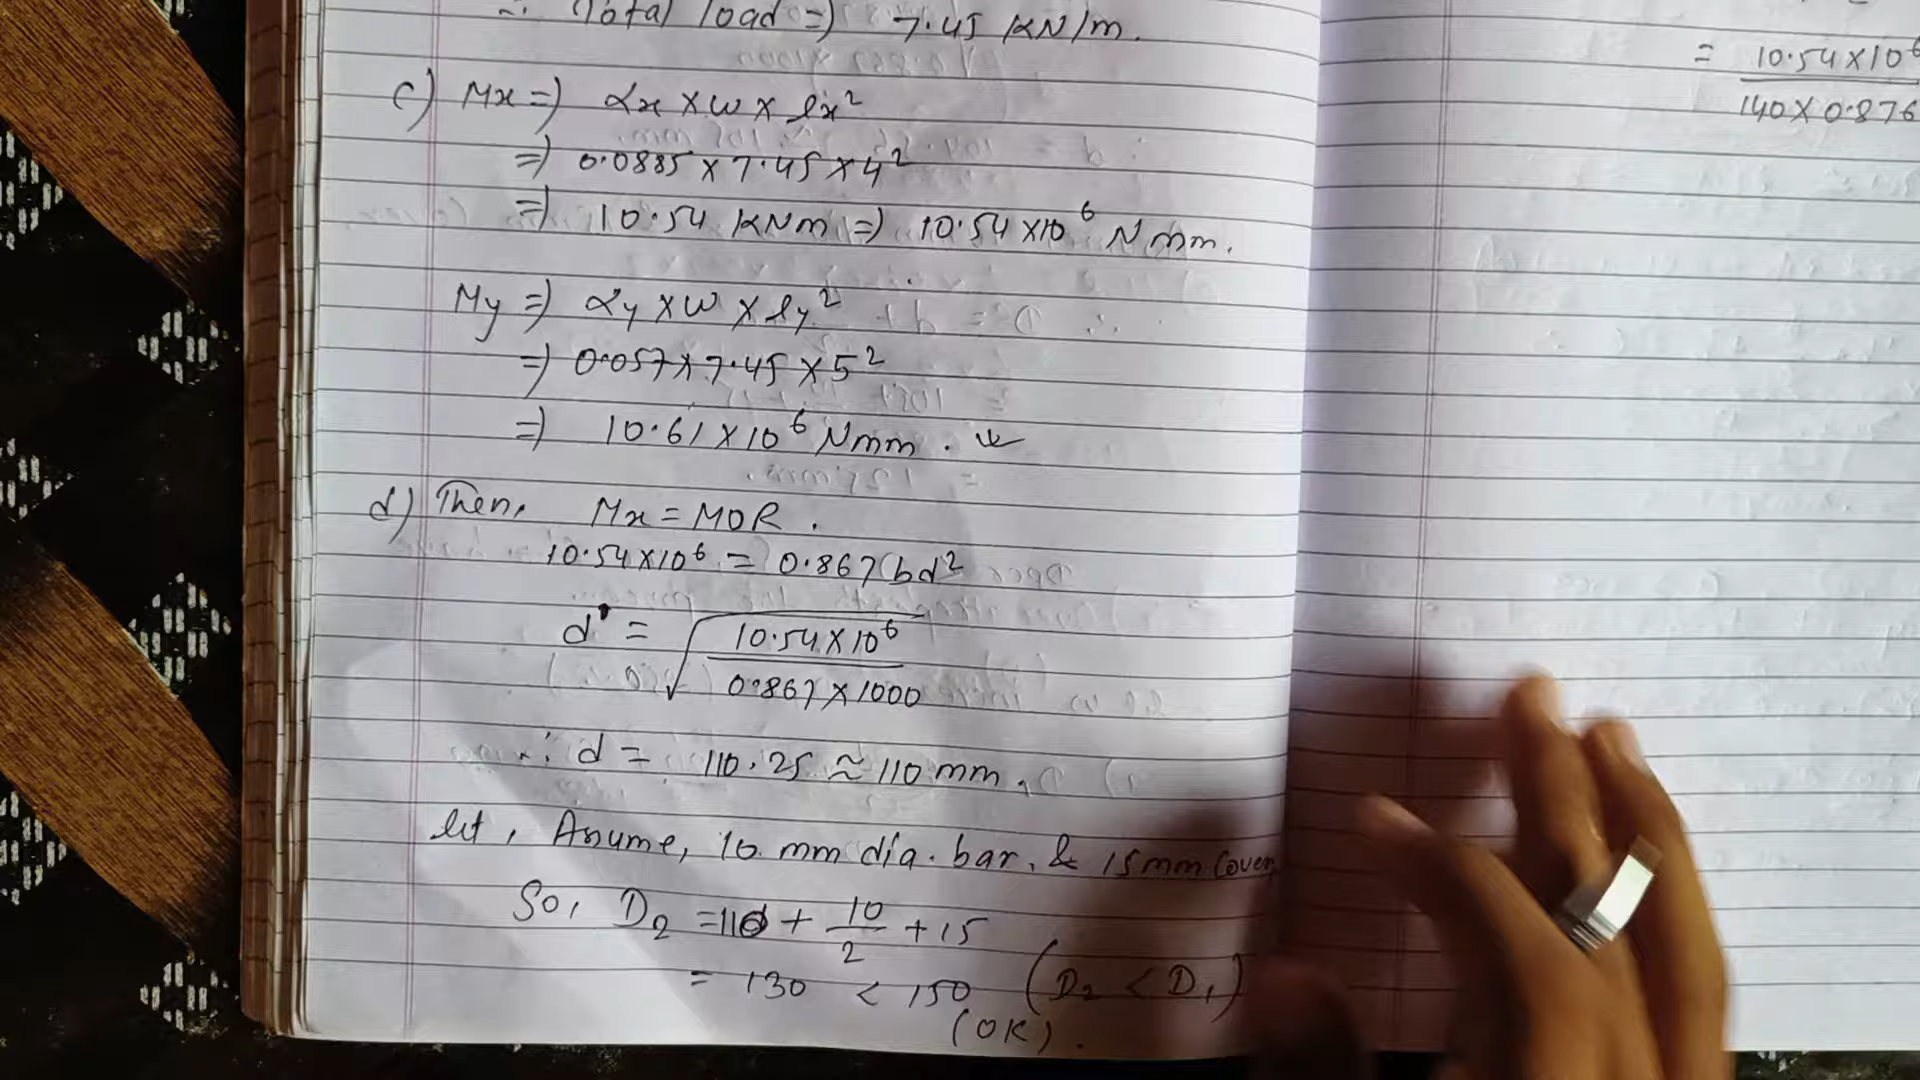 ∴ Total load => 7.45 KN/m.
c) Mx => αx × w × lx²
=> 0.0885 × 7.45 × 4²
=> 10.54 KNm => 10.54 × 10⁶ Nmm.
My => αy × w × ly²
=> 0.057 × 7.45 × 5²
=> 10.61 × 10⁶ Nmm.
d) Then, Mx = MOR.
10.54 × 10⁶ = 0.867 bd²
d = √(10.54 × 10⁶ / 0.867 × 1000)
∴ d = 110.25 ≈ 110 mm.
let, Assume, 10 mm dia. bar, & 15 mm Cover,
So, D₂ = 110 + 10/2 + 15
= 130 < 150 (D₂ < D₁)
(OK).
= 10.54 × 10⁶
140 × 0.876